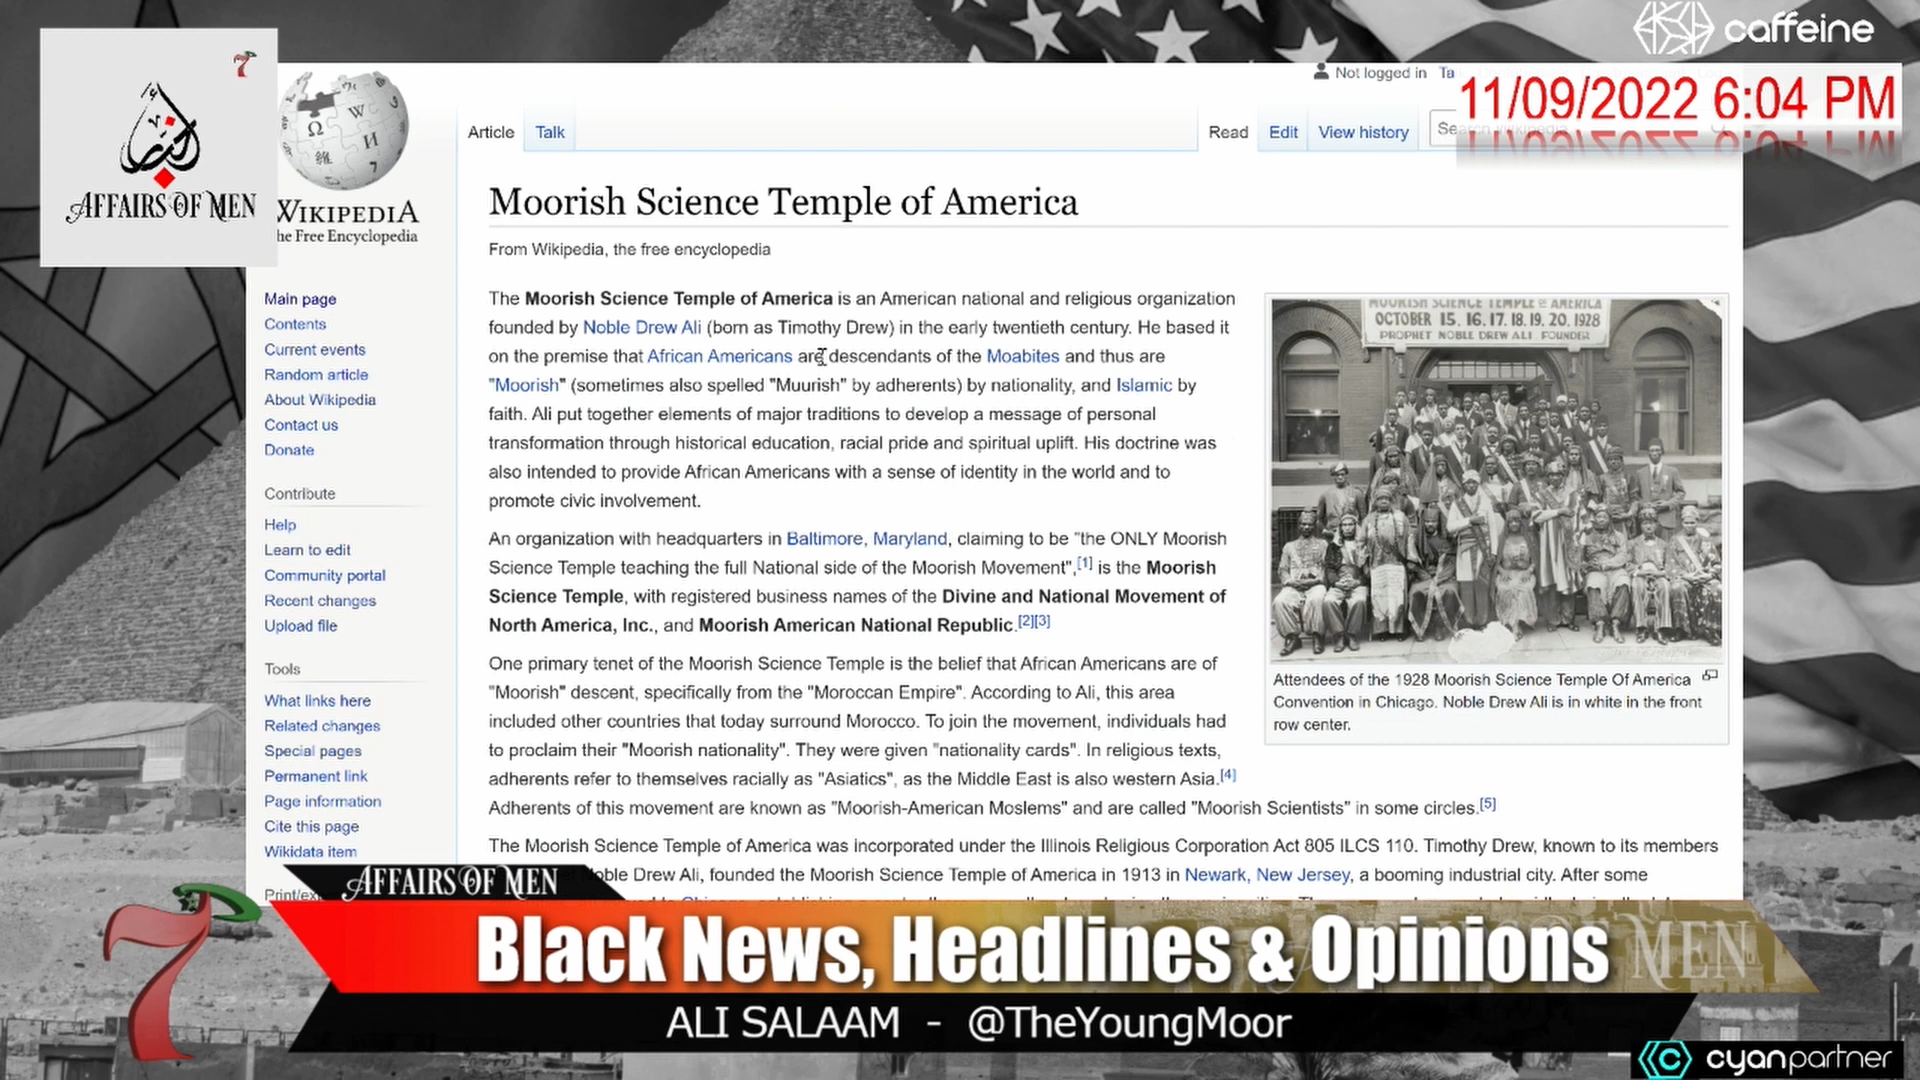 caffeine
7
AFFAIRS OF MEN
WIKIPEDIA
he Free Encyclopedia
Not logged in Ta
11/09/2022 6:04 PM
Article Talk Read Edit View history
Moorish Science Temple of America
From Wikipedia, the free encyclopedia
Main page
Contents
Current events
Random article
About Wikipedia
Contact us
Donate
Contribute
Help
Learn to edit
Community portal
Recent changes
Upload file
Tools
What links here
Related changes
Special pages
Permanent link
Page information
Cite this page
Wikidata item
The Moorish Science Temple of America is an American national and religious organization
founded by Noble Drew Ali (born as Timothy Drew) in the early twentieth century. He based it
on the premise that African Americans are descendants of the Moabites and thus are
"Moorish" (sometimes also spelled "Muurish" by adherents) by nationality, and Islamic by
faith. Ali put together elements of major traditions to develop a message of personal
transformation through historical education, racial pride and spiritual uplift. His doctrine was
also intended to provide African Americans with a sense of identity in the world and to
promote civic involvement.
An organization with headquarters in Baltimore, Maryland, claiming to be "the ONLY Moorish
Science Temple teaching the full National side of the Moorish Movement",[1] is the Moorish
Science Temple, with registered business names of the Divine and National Movement of
North America, Inc., and Moorish American National Republic.[2][3]
One primary tenet of the Moorish Science Temple is the belief that African Americans are of
"Moorish" descent, specifically from the "Moroccan Empire". According to Ali, this area
included other countries that today surround Morocco. To join the movement, individuals had
to proclaim their "Moorish nationality". They were given "nationality cards". In religious texts,
adherents refer to themselves racially as "Asiatics", as the Middle East is also western Asia.[4]
Adherents of this movement are known as "Moorish-American Moslems" and are called "Moorish Scientists" in some circles.[5]
The Moorish Science Temple of America was incorporated under the Illinois Religious Corporation Act 805 ILCS 110. Timothy Drew, known to its members
oble Drew Ali, founded the Moorish Science Temple of America in 1913 in Newark, New Jersey, a booming industrial city. After some
MOORISH SCIENCE TEMPLE OF AMERICA
OCTOBER 15. 16. 17. 18. 19. 20. 1928
PROPHET NOBLE DREW ALI FOUNDER
Attendees of the 1928 Moorish Science Temple Of America
Convention in Chicago. Noble Drew Ali is in white in the front
row center.
Print/ex
AFFAIRS OF MEN
7
Black News, Headlines & Opinions
MEN
ALI SALAAM - @TheYoungMoor
cyanpartner